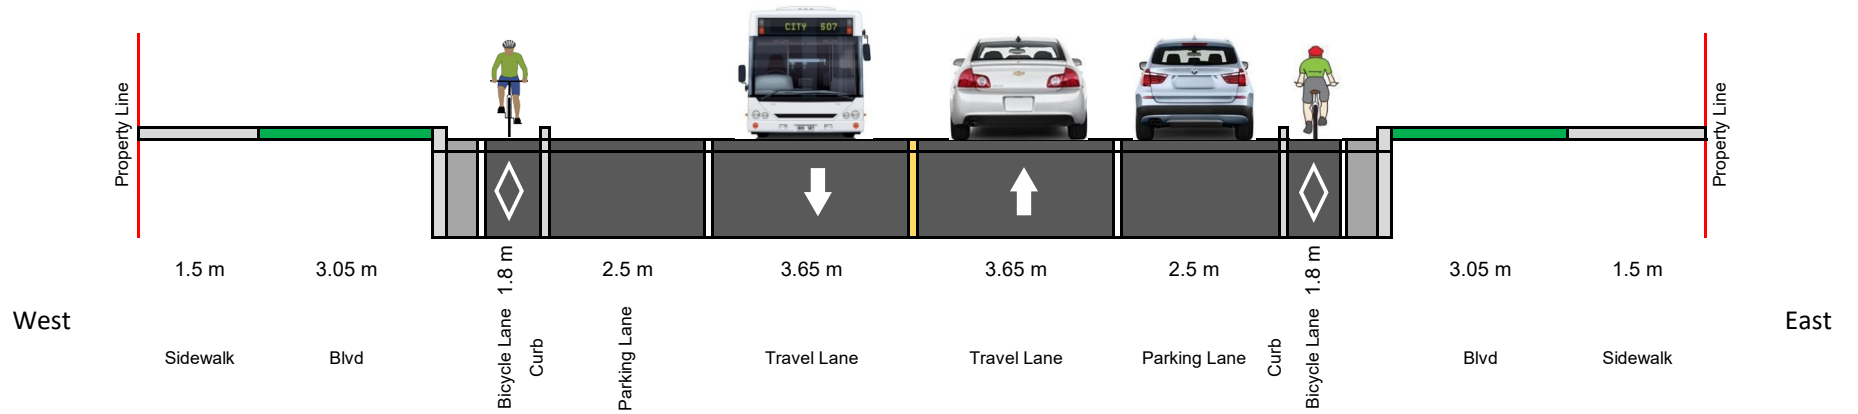 CITY 507
Property Line
Property Line
1.5 m
3.05 m
1.8 m
2.5 m
3.65 m
3.65 m
2.5 m
1.8 m
3.05 m
1.5 m
West
East
Sidewalk
Blvd
Bicycle Lane
Curb
Parking Lane
Travel Lane
Travel Lane
Parking Lane
Curb
Bicycle Lane
Blvd
Sidewalk